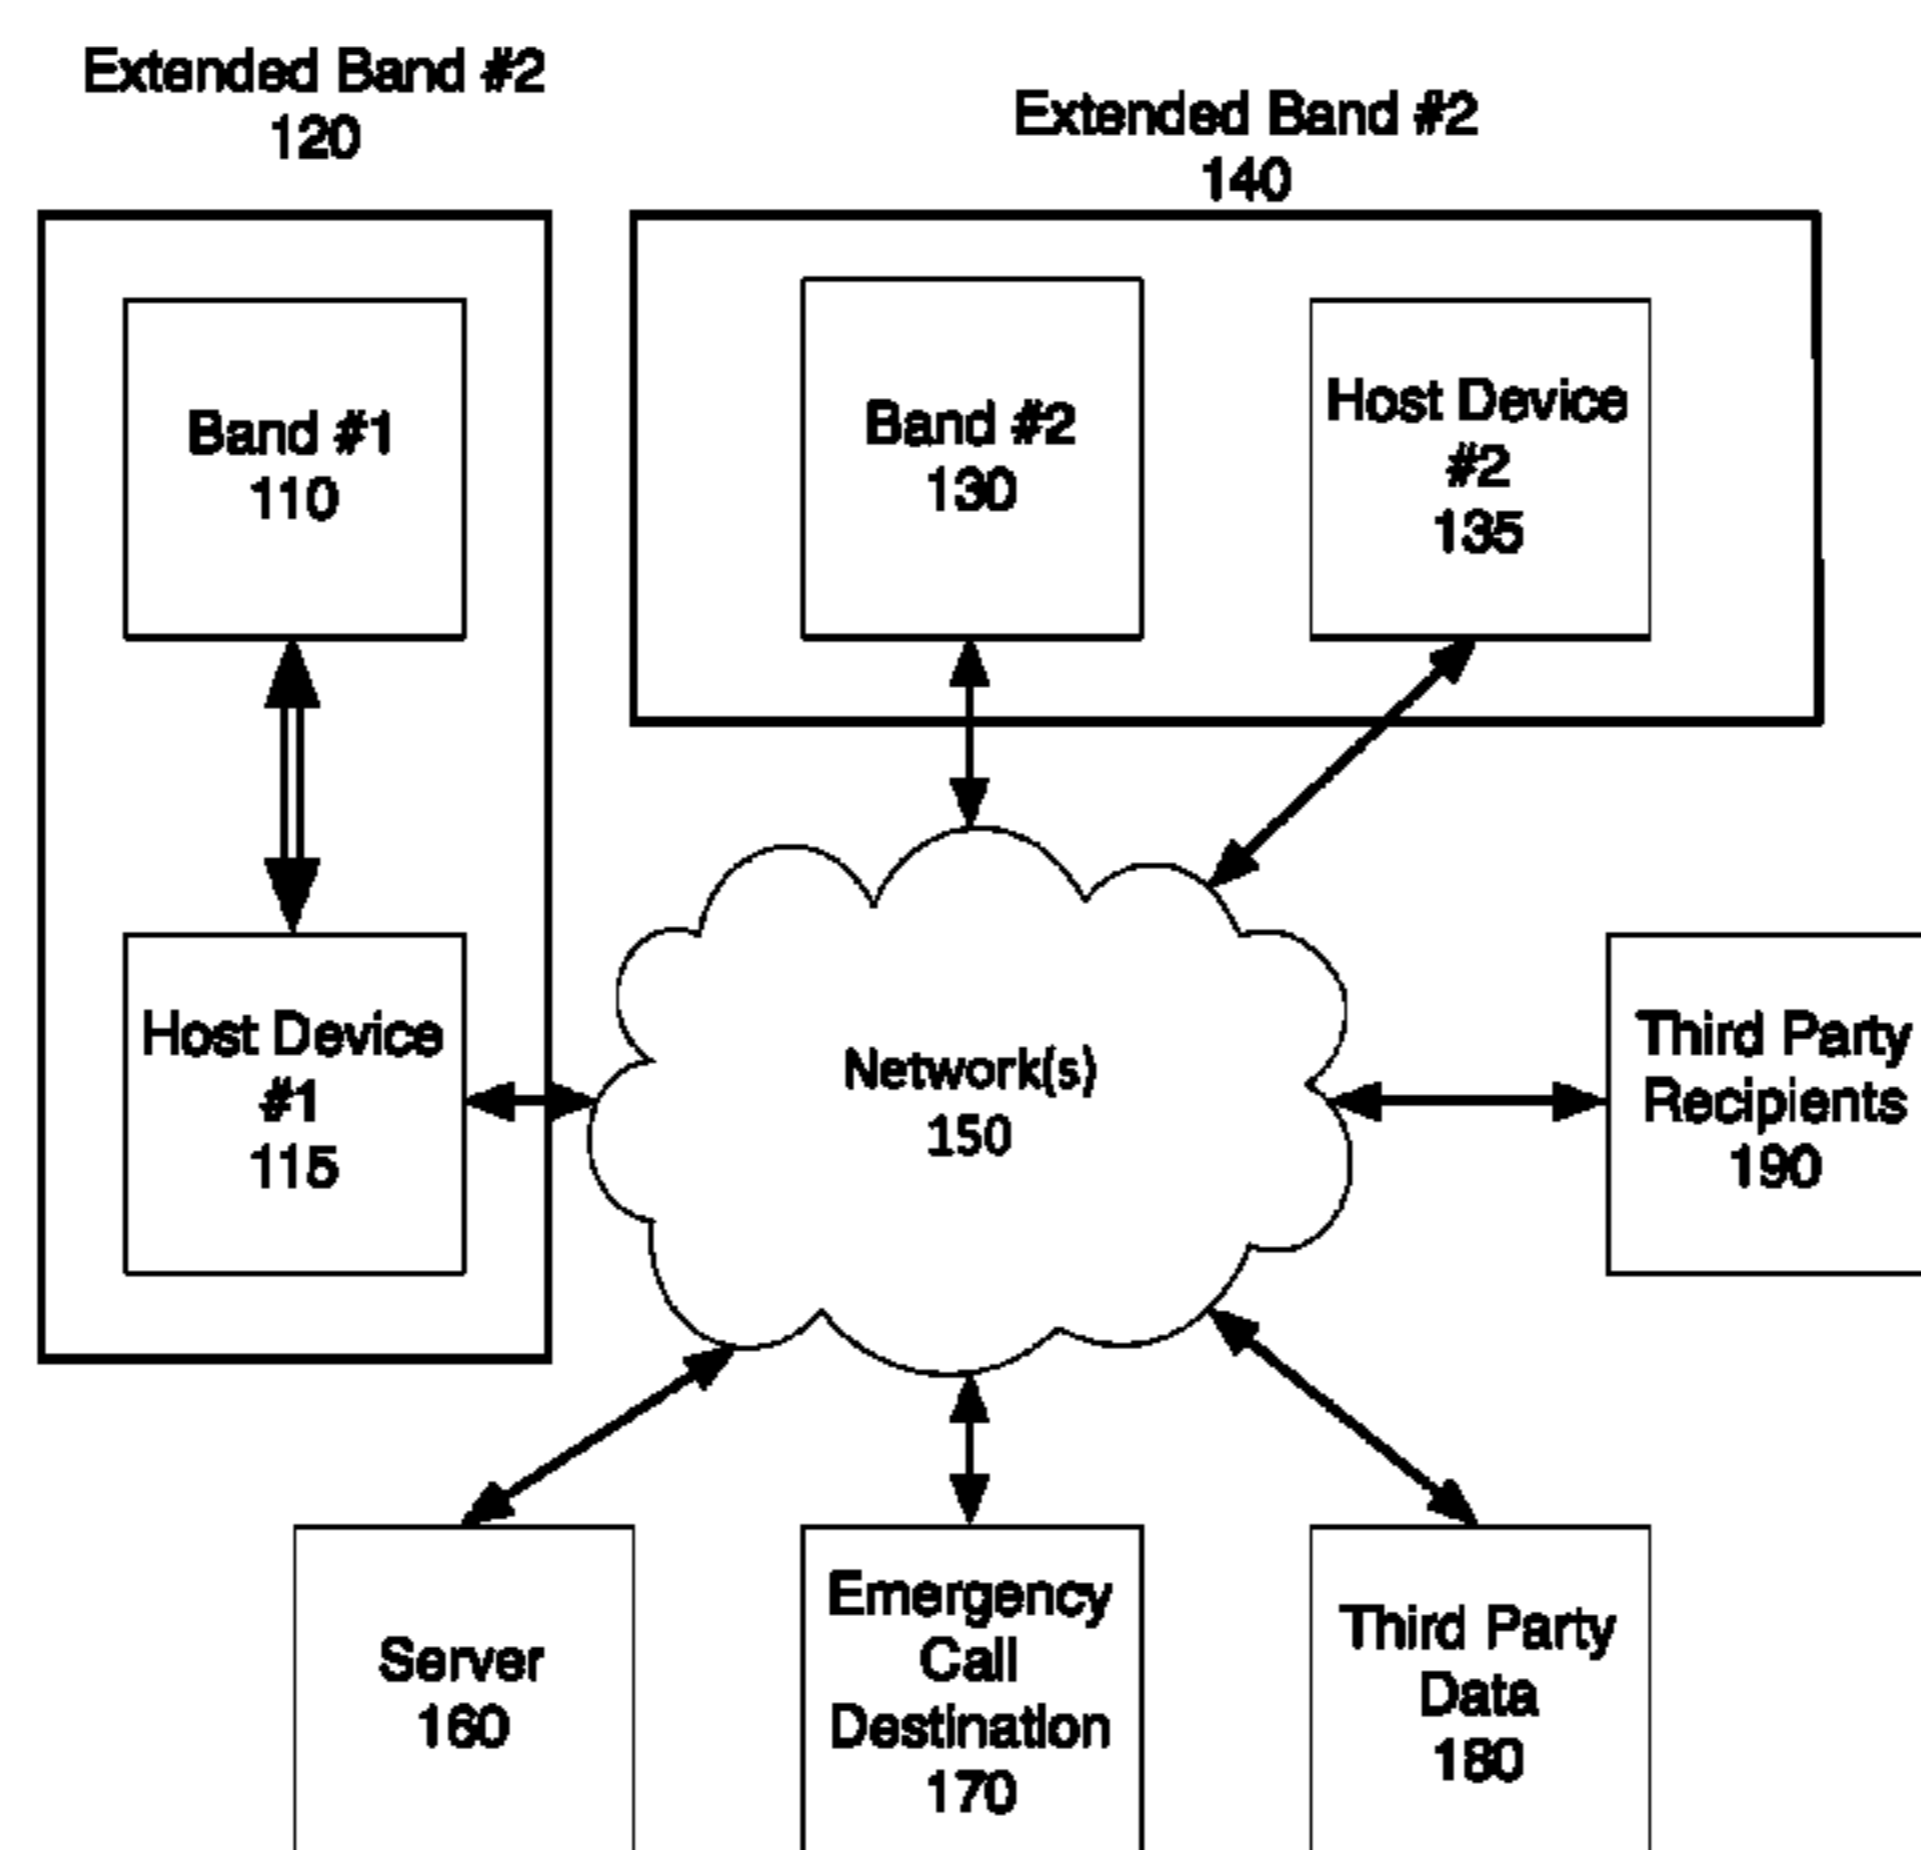 Extended Band #2
120
Extended Band #2
140
Band #1
110
Band #2
130
Host Device
#2
135
Host Device
#1
115
Network(s)
150
Third Party
Recipients
190
Server
160
Emergency
Call
Destination
170
Third Party
Data
180